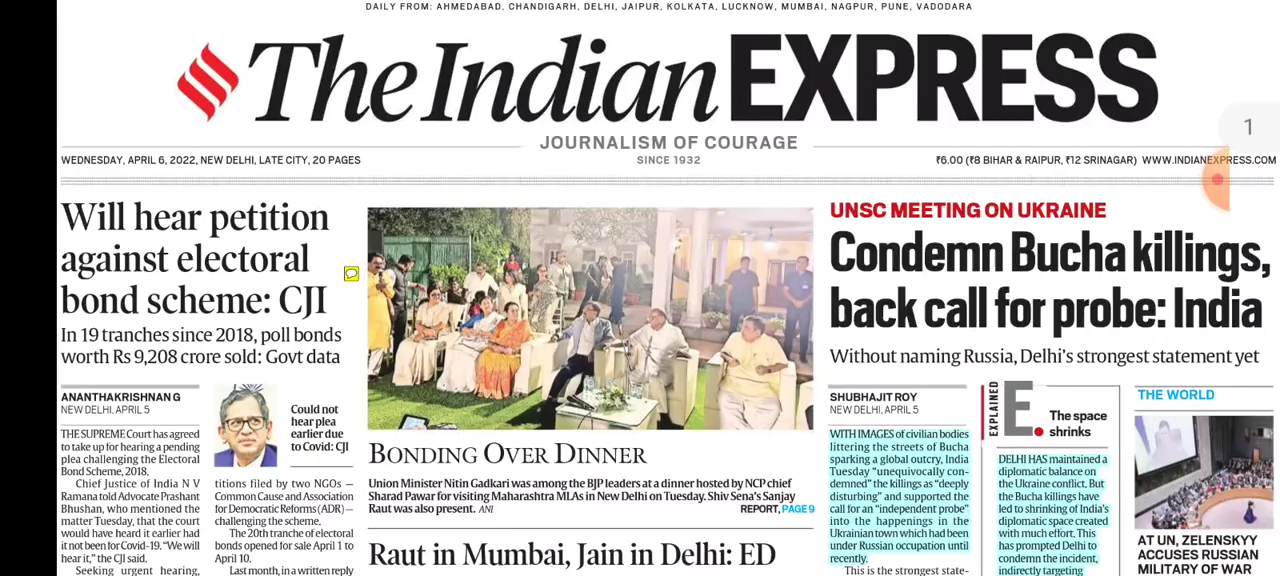 DAILY FROM: AHMEDABAD, CHANDIGARH, DELHI, JAIPUR, KOLKATA, LUCKNOW, MUMBAI, NAGPUR, PUNE, VADODARA
The Indian EXPRESS
JOURNALISM OF COURAGE
SINCE 1932
1
WEDNESDAY, APRIL 6, 2022, NEW DELHI, LATE CITY, 20 PAGES
₹6.00 (₹8 BIHAR & RAIPUR, ₹12 SRINAGAR) WWW.INDIANEXPRESS.COM
Will hear petition
against electoral
bond scheme: CJI
In 19 tranches since 2018, poll bonds
worth Rs 9,208 crore sold: Govt data
ANANTHAKRISHNAN G
NEW DELHI, APRIL 5
THE SUPREME Court has agreed
to take up for hearing a pending
plea challenging the Electoral
Bond Scheme, 2018.
Chief Justice of India N V
Ramana told Advocate Prashant
Bhushan, who mentioned the
matter Tuesday, that the court
would have heard it earlier had
it not been for Covid-19. “We will
hear it,” the CJI said.
Seeking urgent hearing,
Could not
hear plea
earlier due
to Covid: CJI
titions filed by two NGOs —
Common Cause and Association
for Democratic Reforms (ADR) —
challenging the scheme.
The 20th tranche of electoral
bonds opened for sale April 1 to
April 10.
Last month, in a written reply
BONDING OVER DINNER
Union Minister Nitin Gadkari was among the BJP leaders at a dinner hosted by NCP chief
Sharad Pawar for visiting Maharashtra MLAs in New Delhi on Tuesday. Shiv Sena’s Sanjay
Raut was also present. ANI
REPORT, PAGE 9
Raut in Mumbai, Jain in Delhi: ED
UNSC MEETING ON UKRAINE
Condemn Bucha killings,
back call for probe: India
Without naming Russia, Delhi’s strongest statement yet
SHUBHAJIT ROY
NEW DELHI, APRIL 5
WITH IMAGES of civilian bodies
littering the streets of Bucha
sparking a global outcry, India
Tuesday “unequivocally con-
demned” the killings as “deeply
disturbing” and supported the
call for an “independent probe”
into the happenings in the
Ukrainian town which had been
under Russian occupation until
recently.
This is the strongest state-
EXPLAINED
E.
The space
shrinks
DELHI HAS maintained a
diplomatic balance on
the Ukraine conflict. But
the Bucha killings have
led to shrinking of India’s
diplomatic space created
with much effort. This
has prompted Delhi to
condemn the incident,
indirectly targeting
THE WORLD
AT UN, ZELENSKYY
ACCUSES RUSSIAN
MILITARY OF WAR